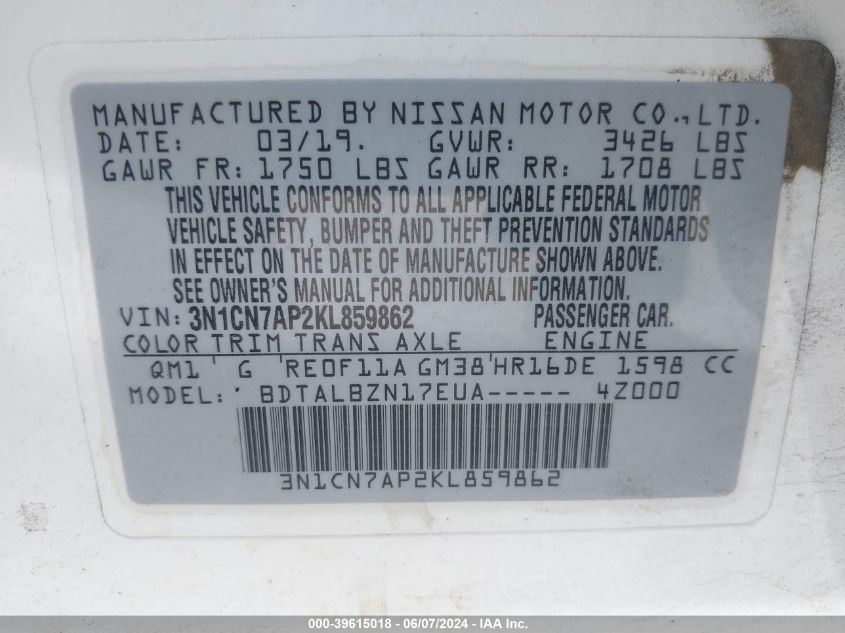 MANUFACTURED BY NISSAN MOTOR CO., LTD.
DATE: 03/19. GVWR: 3426 LBS
GAWR FR: 1750 LBS GAWR RR: 1708 LBS
THIS VEHICLE CONFORMS TO ALL APPLICABLE FEDERAL MOTOR
VEHICLE SAFETY, BUMPER AND THEFT PREVENTION STANDARDS
IN EFFECT ON THE DATE OF MANUFACTURE SHOWN ABOVE.
SEE OWNER'S MANUAL FOR ADDITIONAL INFORMATION.
VIN: 3N1CN7AP2KL859862 PASSENGER CAR.
COLOR TRIM TRANS AXLE ENGINE
QM1 ' G 'RE0F11A GM38'HR16DE 1598 CC
MODEL: ' BDTALBZN17EUA----- 4Z000
3N1CN7AP2KL859862
000-39615018 - 06/07/2024 - IAA Inc.